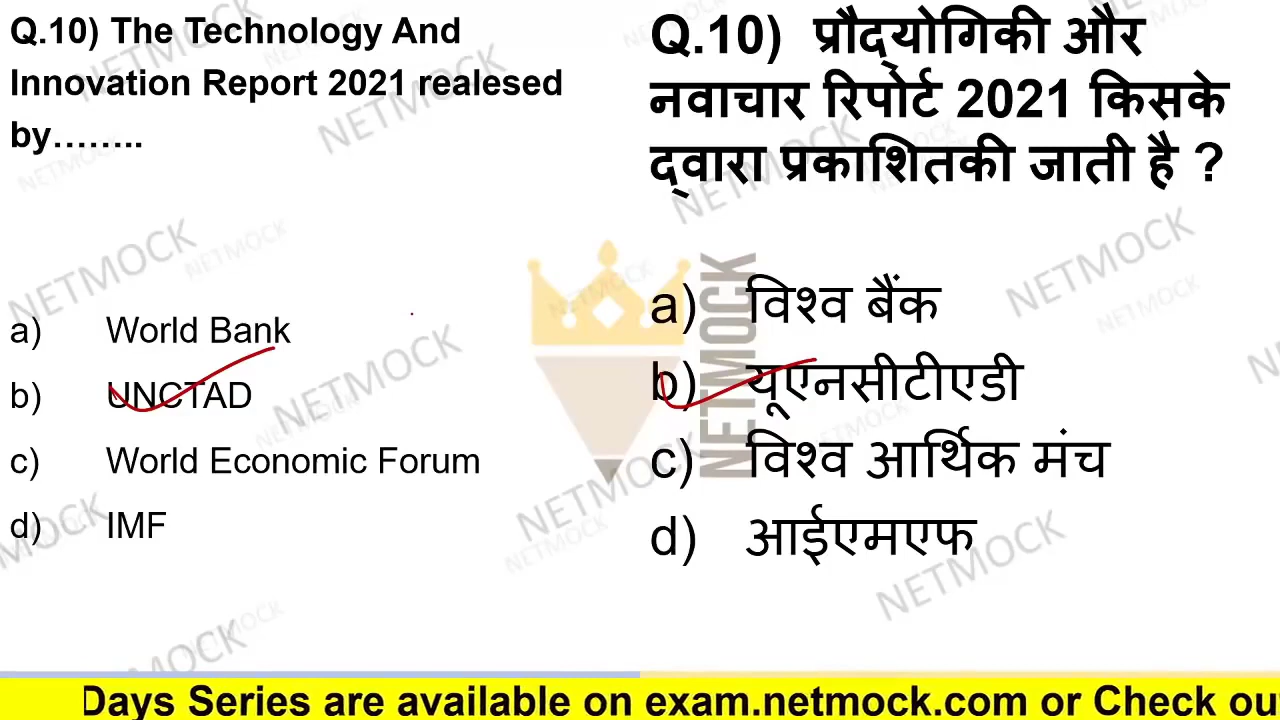 Q.10) The Technology And
Innovation Report 2021 realesed
by……..
a) World Bank
b) UNCTAD
c) World Economic Forum
d) IMF
Q.10) प्रौद्योगिकी और
नवाचार रिपोर्ट 2021 किसके
द्वारा प्रकाशितकी जाती है ?
a) विश्व बैंक
b) यूएनसीटीएडी
c) विश्व आर्थिक मंच
d) आईएमएफ
NETMOCK
Days Series are available on exam.netmock.com or Check ou